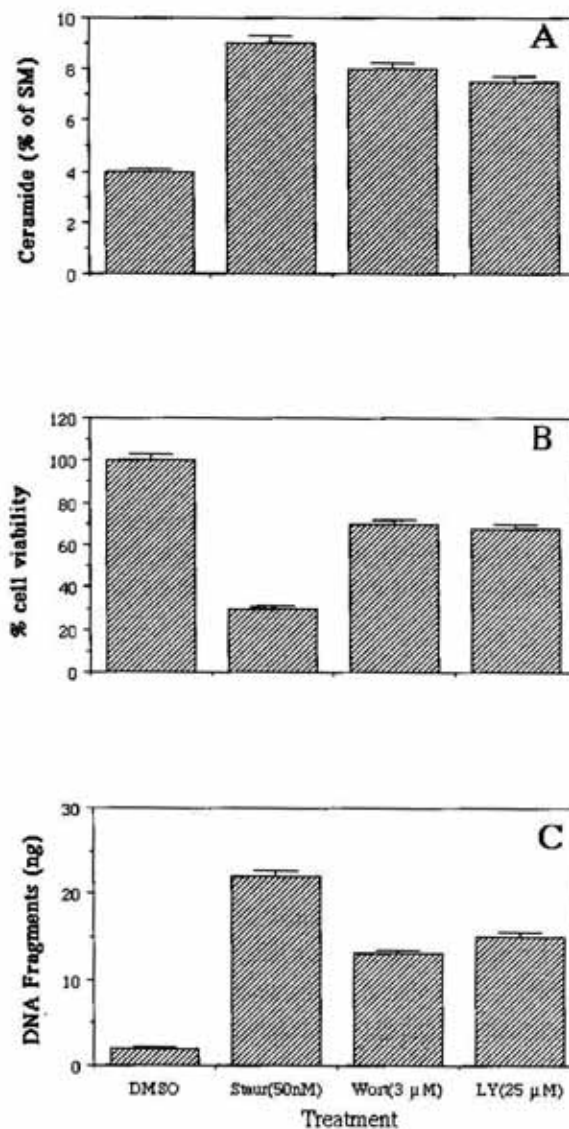 A
Ceramide (% of SM)
10
8
6
4
2
0
B
% cell viability
120
100
80
60
40
20
0
C
DNA Fragments (ng)
30
20
10
0
DMSO Staur(50nM) Wort(3 μM) LY(25 μM)
Treatment